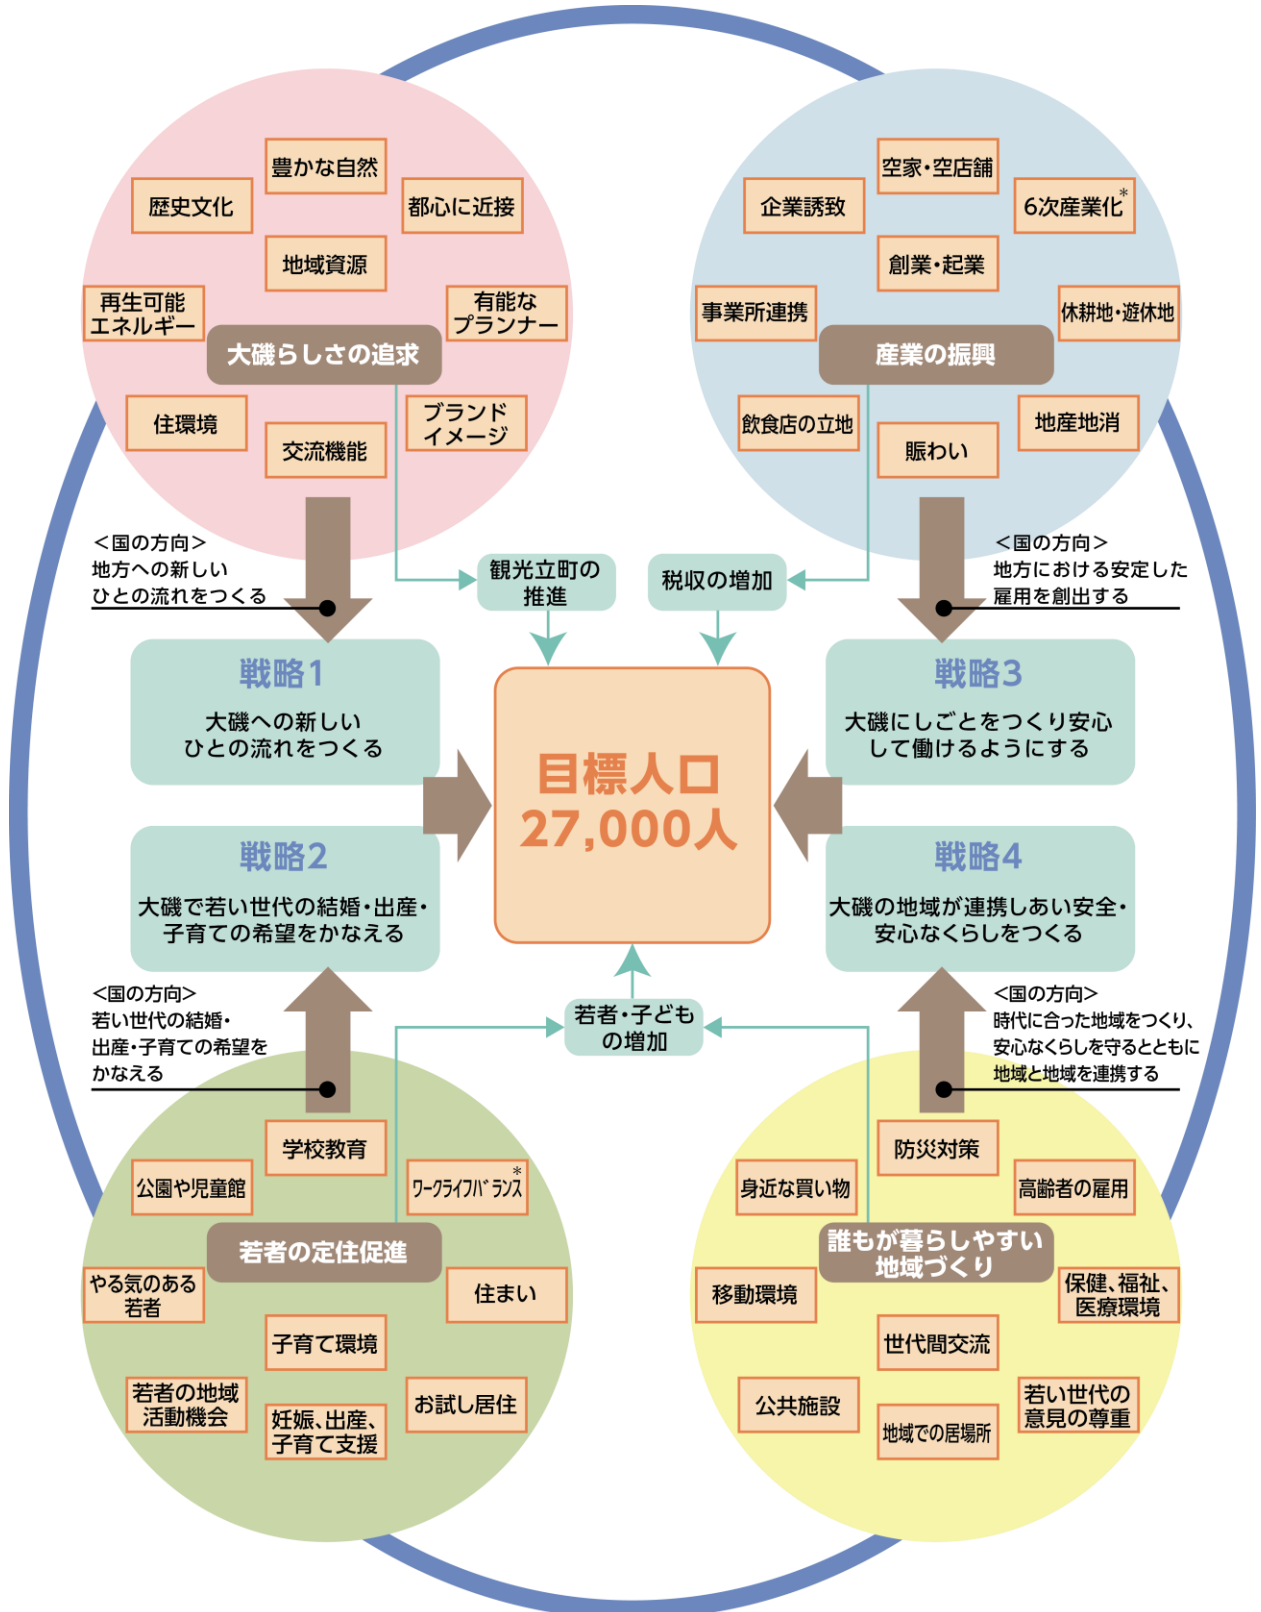 豊かな自然
歴史文化
都心に近接
地域資源
再生可能
エネルギー
有能な
プランナー
大磯らしさの追求
住環境
ブランド
イメージ
交流機能
空家・空店舗
企業誘致
6次産業化*
創業・起業
事業所連携
休耕地・遊休地
産業の振興
飲食店の立地
地産地消
賑わい
＜国の方向＞
地方への新しい
ひとの流れをつくる
観光立町の
推進
税収の増加
＜国の方向＞
地方における安定した
雇用を創出する
戦略1
大磯への新しい
ひとの流れをつくる
戦略3
大磯にしごとをつくり安心
して働けるようにする
目標人口
27,000人
戦略2
大磯で若い世代の結婚・出産・
子育ての希望をかなえる
戦略4
大磯の地域が連携しあい安全・
安心なくらしをつくる
＜国の方向＞
若い世代の結婚・
出産・子育ての希望を
かなえる
若者・子ども
の増加
＜国の方向＞
時代に合った地域をつくり、
安心なくらしを守るとともに
地域と地域を連携する
学校教育
公園や児童館
ワークライフバランス*
若者の定住促進
やる気のある
若者
住まい
子育て環境
若者の地域
活動機会
お試し居住
妊娠、出産、
子育て支援
防災対策
身近な買い物
高齢者の雇用
誰もが暮らしやすい
地域づくり
移動環境
保健、福祉、
医療環境
世代間交流
公共施設
若い世代の
意見の尊重
地域での居場所